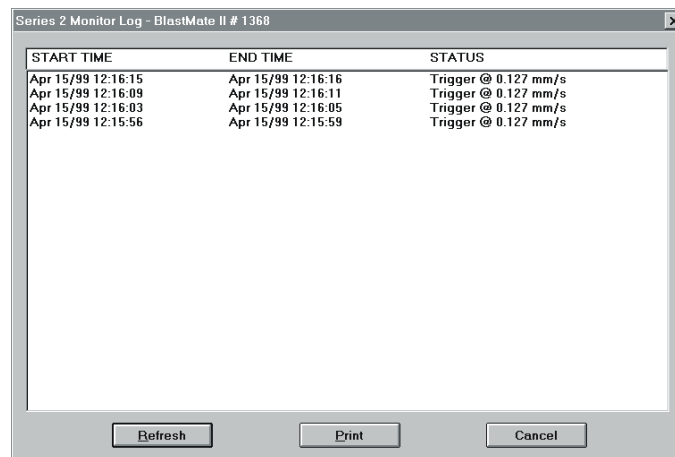 Series 2 Monitor Log - BlastMate II # 1368
START TIME END TIME STATUS
Apr 15/99 12:16:15 Apr 15/99 12:16:16 Trigger @ 0.127 mm/s
Apr 15/99 12:16:09 Apr 15/99 12:16:11 Trigger @ 0.127 mm/s
Apr 15/99 12:16:03 Apr 15/99 12:16:05 Trigger @ 0.127 mm/s
Apr 15/99 12:15:56 Apr 15/99 12:15:59 Trigger @ 0.127 mm/s
Refresh Print Cancel